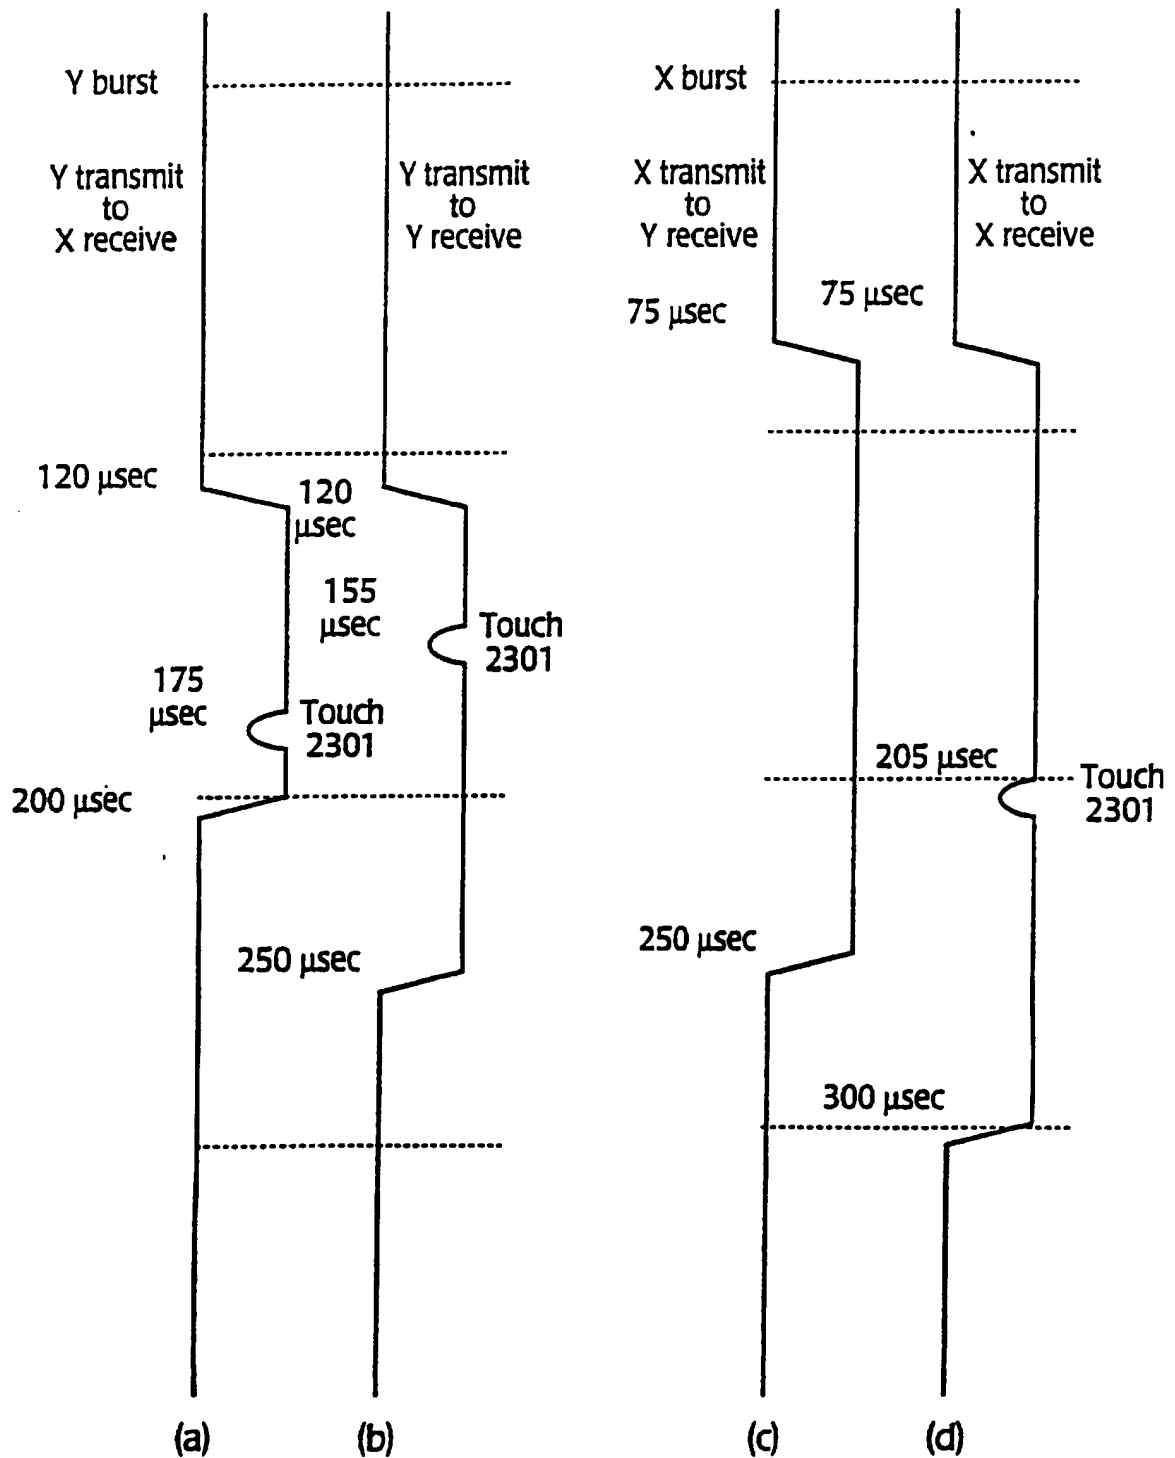 Y burst
X burst
Y transmit
to
X receive
Y transmit
to
Y receive
X transmit
to
Y receive
X transmit
to
X receive
75 μsec
75 μsec
120 μsec
120
μsec
155
μsec
Touch
2301
175
μsec
Touch
2301
200 μsec
205 μsec
Touch
2301
250 μsec
250 μsec
300 μsec
(a)
(b)
(c)
(d)